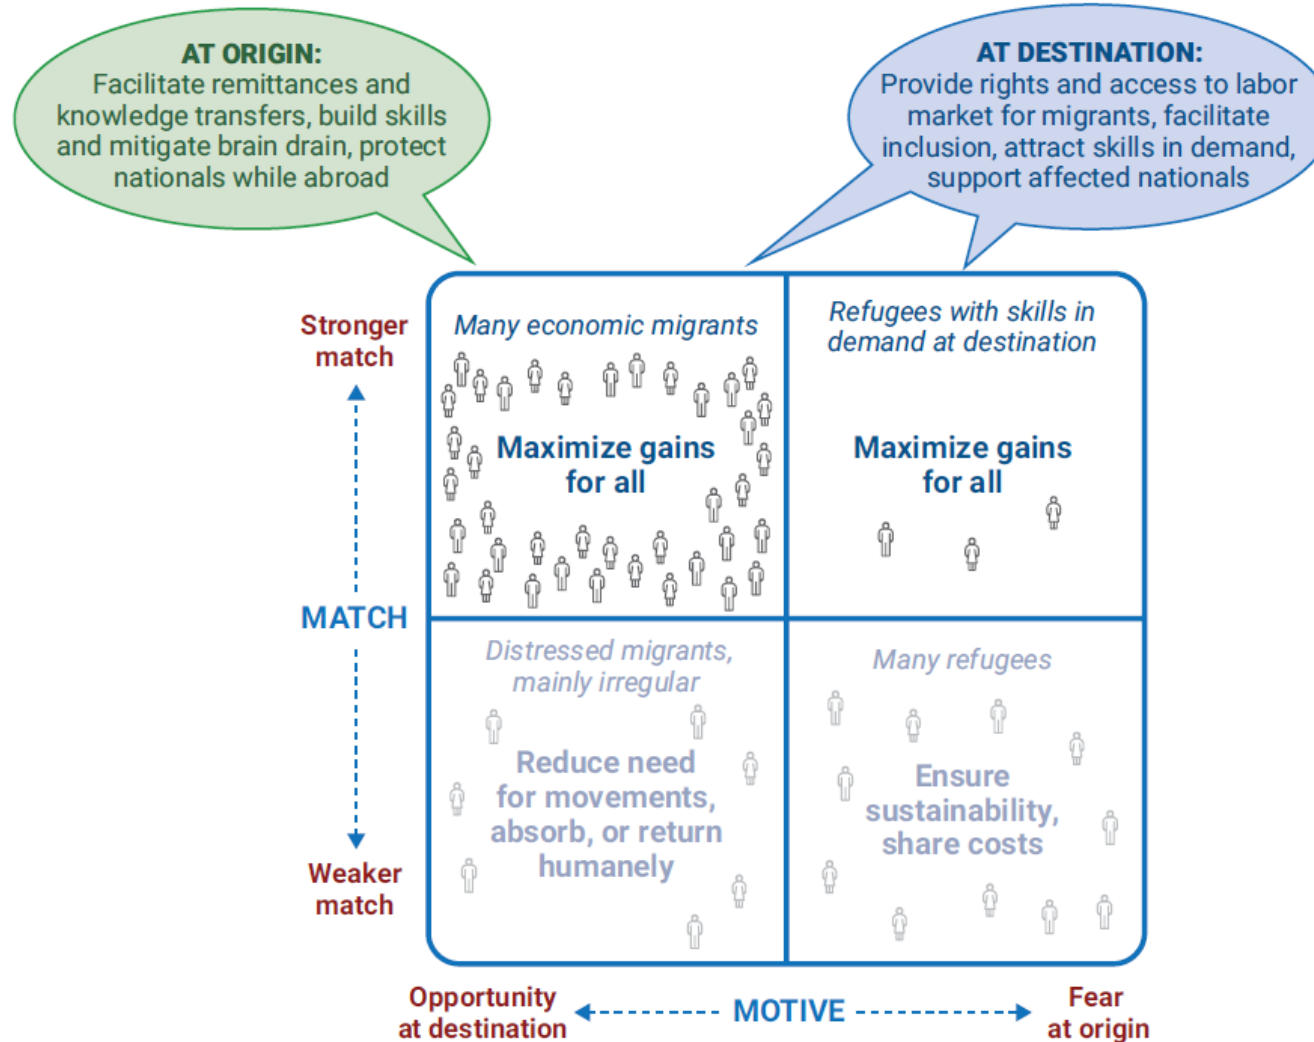 AT ORIGIN:
Facilitate remittances and
knowledge transfers, build skills
and mitigate brain drain, protect
nationals while abroad
AT DESTINATION:
Provide rights and access to labor
market for migrants, facilitate
inclusion, attract skills in demand,
support affected nationals
Stronger
match
MATCH
Weaker
match
Many economic migrants
Maximize gains
for all
Refugees with skills in
demand at destination
Maximize gains
for all
Distressed migrants,
mainly irregular
Reduce need
for movements,
absorb, or return
humanely
Many refugees
Ensure
sustainability,
share costs
Opportunity
at destination
MOTIVE
Fear
at origin